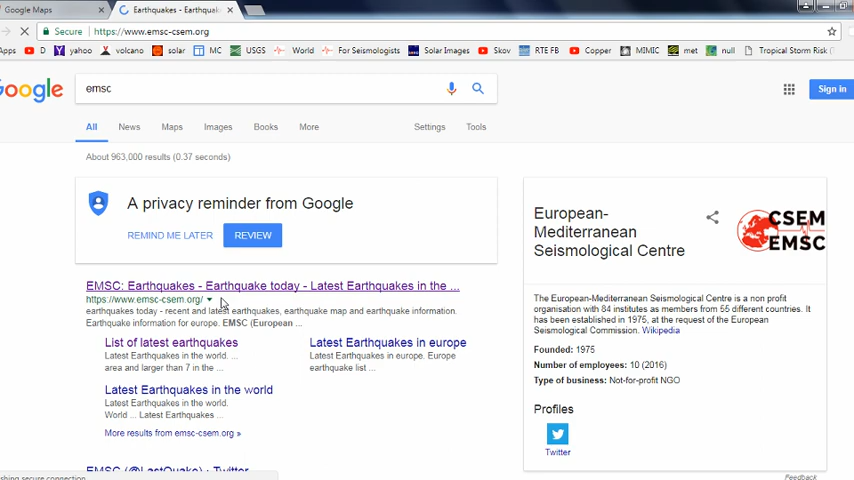 Google Maps
Earthquakes - Earthquak
Secure https://www.emsc-csem.org
Apps D yahoo volcano solar MC USGS World For Seismologists Solar Images Skov RTE FB Copper MIMIC met null Tropical Storm Risk (
Google emsc Sign in
All News Maps Images Books More Settings Tools
About 963,000 results (0.37 seconds)
A privacy reminder from Google
REMIND ME LATER REVIEW
EMSC: Earthquakes - Earthquake today - Latest Earthquakes in the ...
https://www.emsc-csem.org/
earthquakes today - recent and latest earthquakes, earthquake map and earthquake information.
Earthquake information for europe. EMSC (European ...
List of latest earthquakes
Latest Earthquakes in the world. ...
area and larger than 7 in the ...
Latest Earthquakes in europe
Latest Earthquakes in europe. Europe
earthquake list ...
Latest Earthquakes in the world
Latest Earthquakes in the world.
World ... Latest Earthquakes ...
More results from emsc-csem.org »
EMSC (@LastQuake) · Twitter
shing secure connection...
European-
Mediterranean
Seismological Centre
CSEM
EMSC
The European-Mediterranean Seismological Centre is a non profit
organisation with 84 institutes as members from 55 different countries. It
has been established in 1975, at the request of the European
Seismological Commission. Wikipedia
Founded: 1975
Number of employees: 10 (2016)
Type of business: Not-for-profit NGO
Profiles
Twitter
Feedback